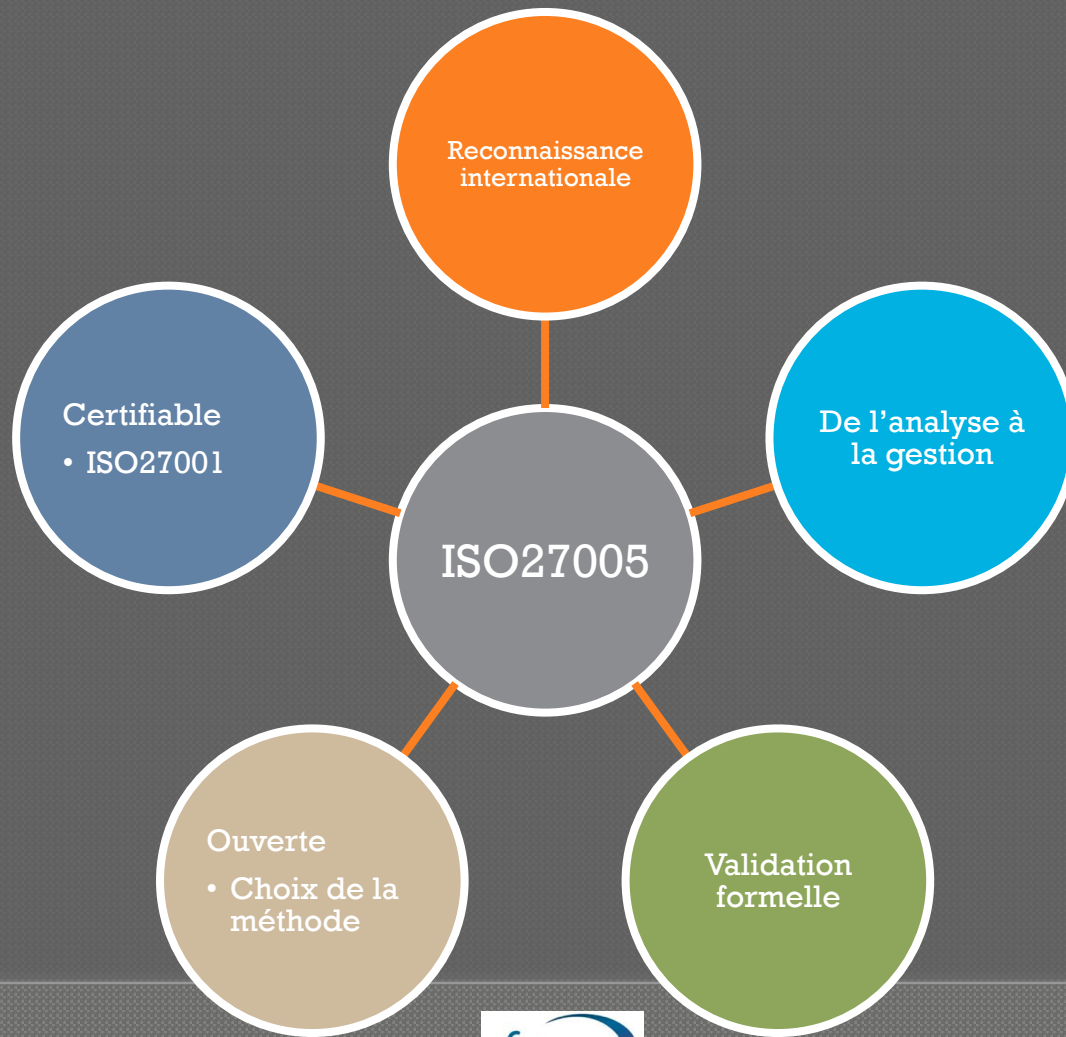 Reconnaissance
internationale
Certifiable
• ISO27001
De l'analyse à
la gestion
ISO27005
Ouverte
• Choix de la
méthode
Validation
formelle